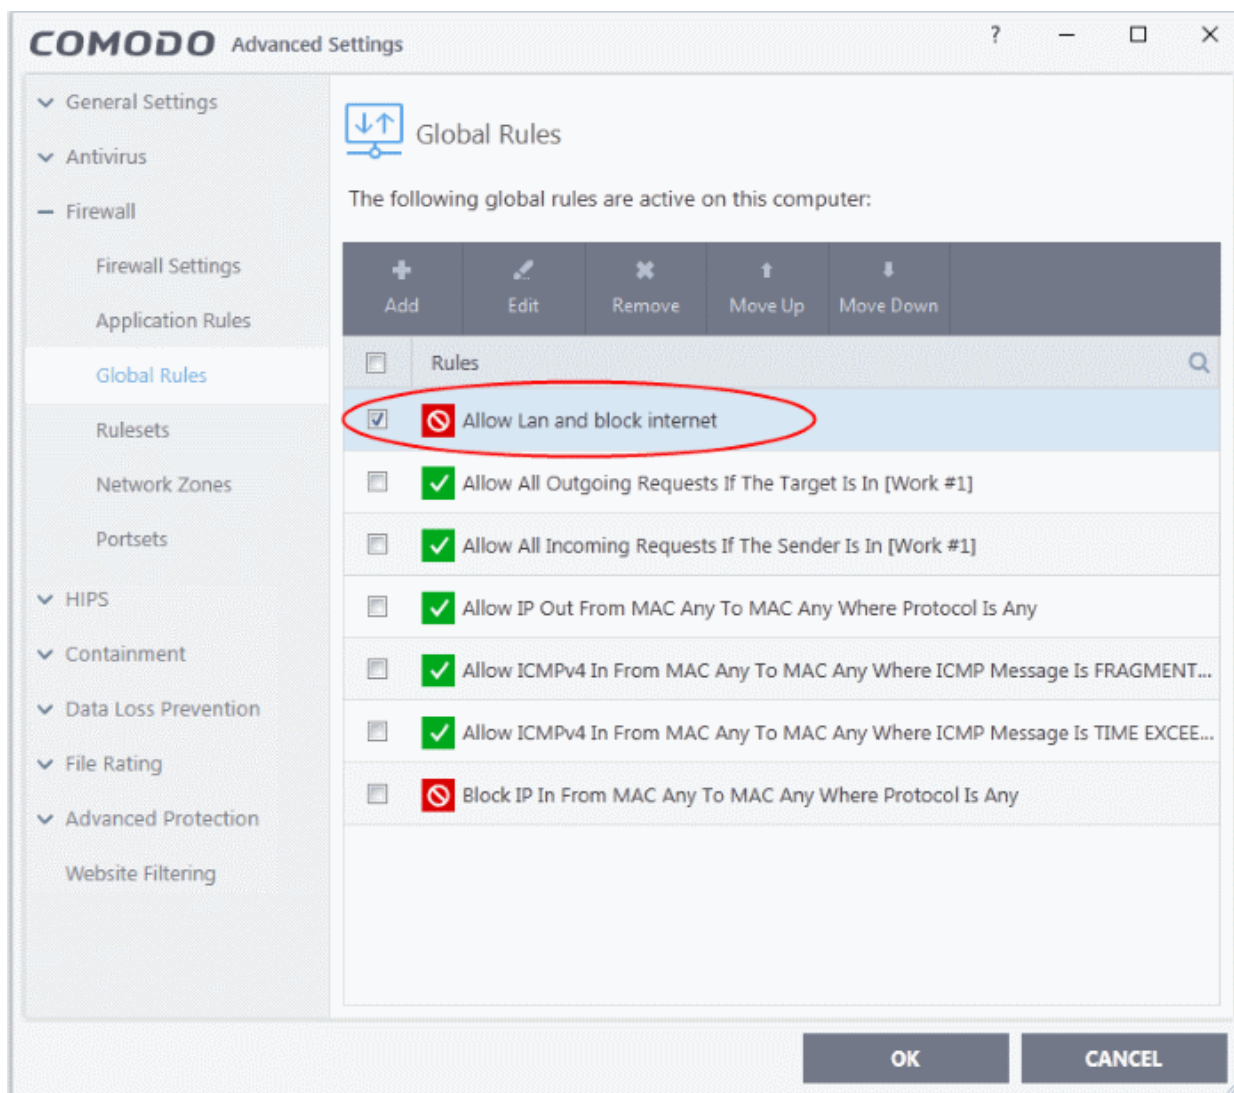 COMODO Advanced Settings ?
General Settings
Antivirus
Firewall
Firewall Settings
Application Rules
Global Rules
Rulesets
Network Zones
Portsets
HIPS
Containment
Data Loss Prevention
File Rating
Advanced Protection
Website Filtering
Global Rules
The following global rules are active on this computer:
Add Edit Remove Move Up Move Down
Rules
Allow Lan and block internet
Allow All Outgoing Requests If The Target Is In [Work #1]
Allow All Incoming Requests If The Sender Is In [Work #1]
Allow IP Out From MAC Any To MAC Any Where Protocol Is Any
Allow ICMPv4 In From MAC Any To MAC Any Where ICMP Message Is FRAGMENT...
Allow ICMPv4 In From MAC Any To MAC Any Where ICMP Message Is TIME EXCEE...
Block IP In From MAC Any To MAC Any Where Protocol Is Any
OK CANCEL